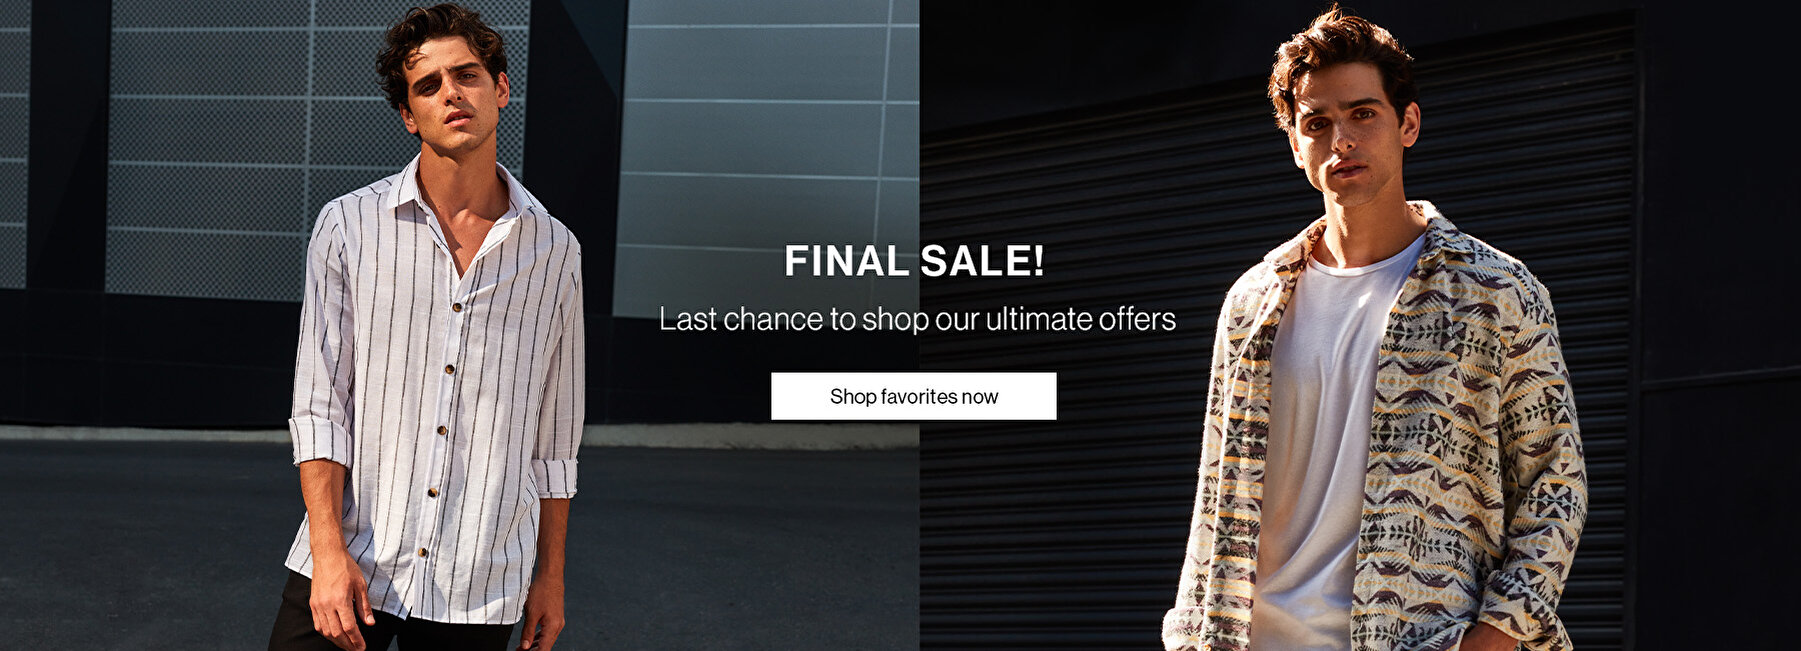 FINAL SALE!
Last chance to shop our ultimate offers
Shop favorites now